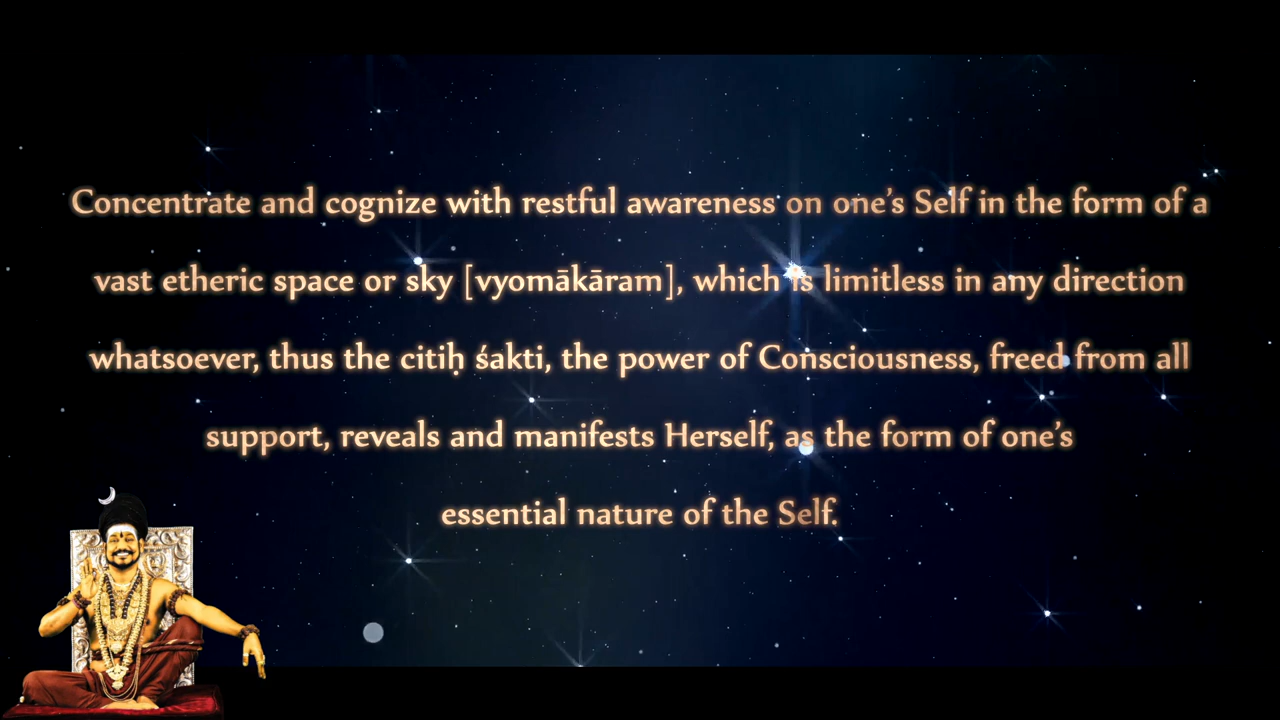 Concentrate and cognize with restful awareness on one’s Self in the form of a
vast etheric space or sky [vyomākāram], which is limitless in any direction
whatsoever, thus the citiḥ śakti, the power of Consciousness, freed from all
support, reveals and manifests Herself, as the form of one’s
essential nature of the Self.